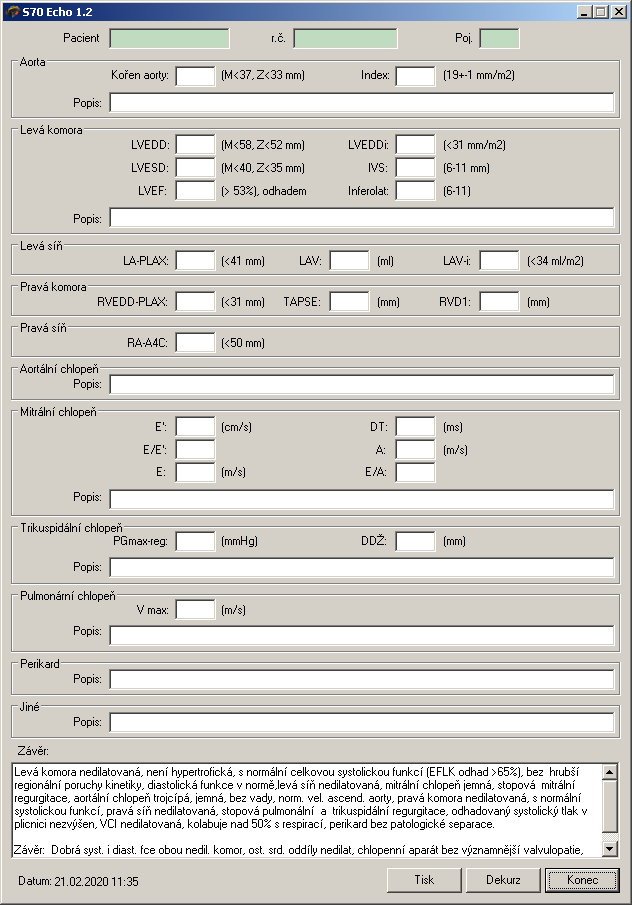 S70 Echo 1.2
Pacient r.č. Poj.
Aorta
Kořen aorty: (M<37, Z<33 mm) Index: (19+-1 mm/m2)
Popis:
Levá komora
LVEDD: (M<58, Z<52 mm) LVEDDi: (<31 mm/m2)
LVESD: (M<40, Z<35 mm) IVS: (6-11 mm)
LVEF: (> 53%), odhadem Inferolat: (6-11)
Popis:
Levá síň
LA-PLAX: (<41 mm) LAV: (ml) LAV-i: (<34 ml/m2)
Pravá komora
RVEDD-PLAX: (<31 mm) TAPSE: (mm) RVD1: (mm)
Pravá síň
RA-A4C: (<50 mm)
Aortální chlopeň
Popis:
Mitrální chlopeň
E': (cm/s) DT: (ms)
E/E': A: (m/s)
E: (m/s) E/A:
Popis:
Trikuspidální chlopeň
PGmax-reg: (mmHg) DDŽ: (mm)
Popis:
Pulmonární chlopeň
V max: (m/s)
Popis:
Perikard
Popis:
Jiné
Popis:
Závěr:
Levá komora nedilatovaná, není hypertrofická, s normální celkovou systolickou funkcí (EFLK odhad >65%), bez hrubší
regionální poruchy kinetiky, diastolická funkce v normě,levá síň nedilatovaná, mitrální chlopeň jemná, stopová mitrální
regurgitace, aortální chlopeň trojcípá, jemná, bez vady, norm. vel. ascend. aorty, pravá komora nedilatovaná, s normální
systolickou funkcí, pravá síň nedilatovaná, stopová pulmonální a trikuspidální regurgitace, odhadovaný systolický tlak v
plicnici nezvýšen, VCI nedilatovaná, kolabuje nad 50% s respirací, perikard bez patologické separace.
Závěr: Dobrá syst. i diast. fce obou nedil. komor, ost. srd. oddíly nedilat, chlopenní aparát bez významnější valvulopatie,
Datum: 21.02.2020 11:35 Tisk Dekurz Konec